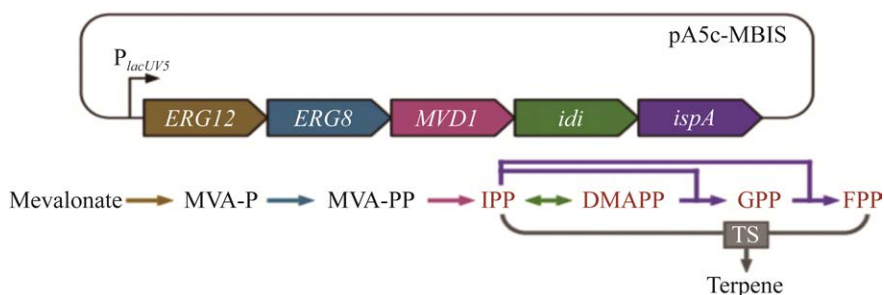 pA5c-MBIS
PlacUV5
ERG12 ERG8 MVD1 idi ispA
Mevalonate MVA-P MVA-PP IPP DMAPP GPP FPP
TS
Terpene